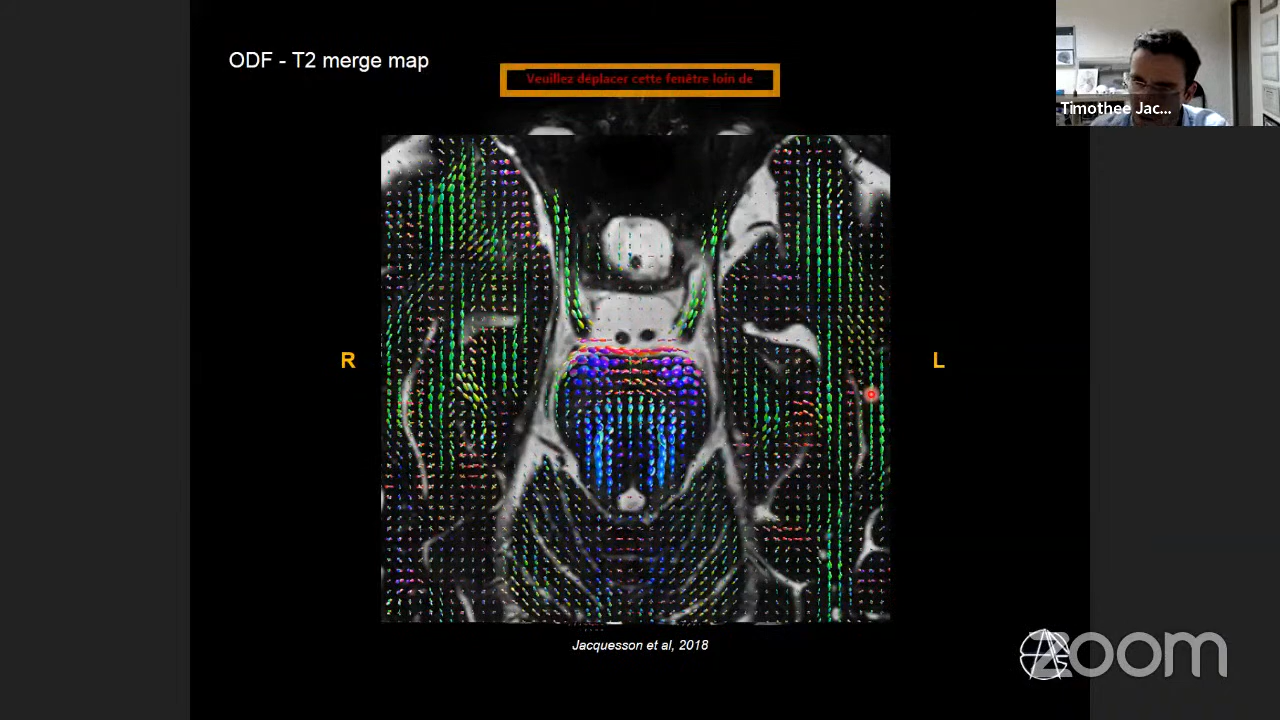 ODF - T2 merge map
Veuillez déplacer cette fenêtre loin de
Timothee Jac...
R
L
Jacquesson et al, 2018
zoom